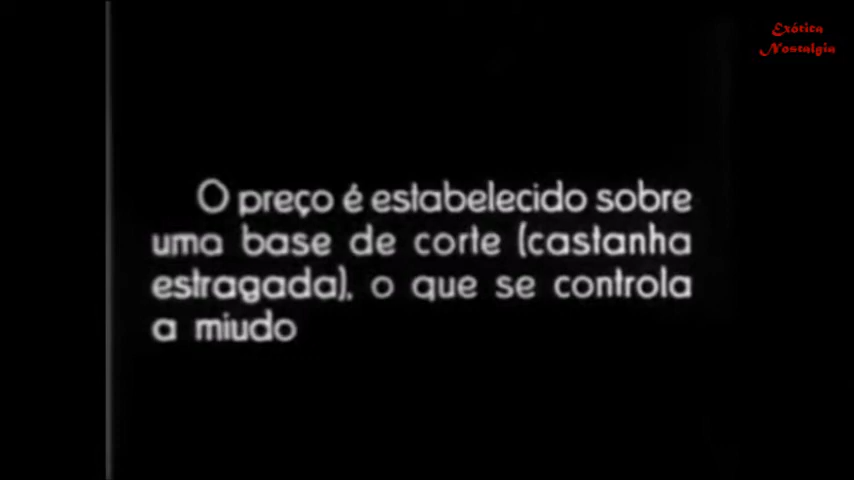 Exótica
Nostalgia
O preço é estabelecido sobre
uma base de corte (castanha
estragada), o que se controla
a miudo